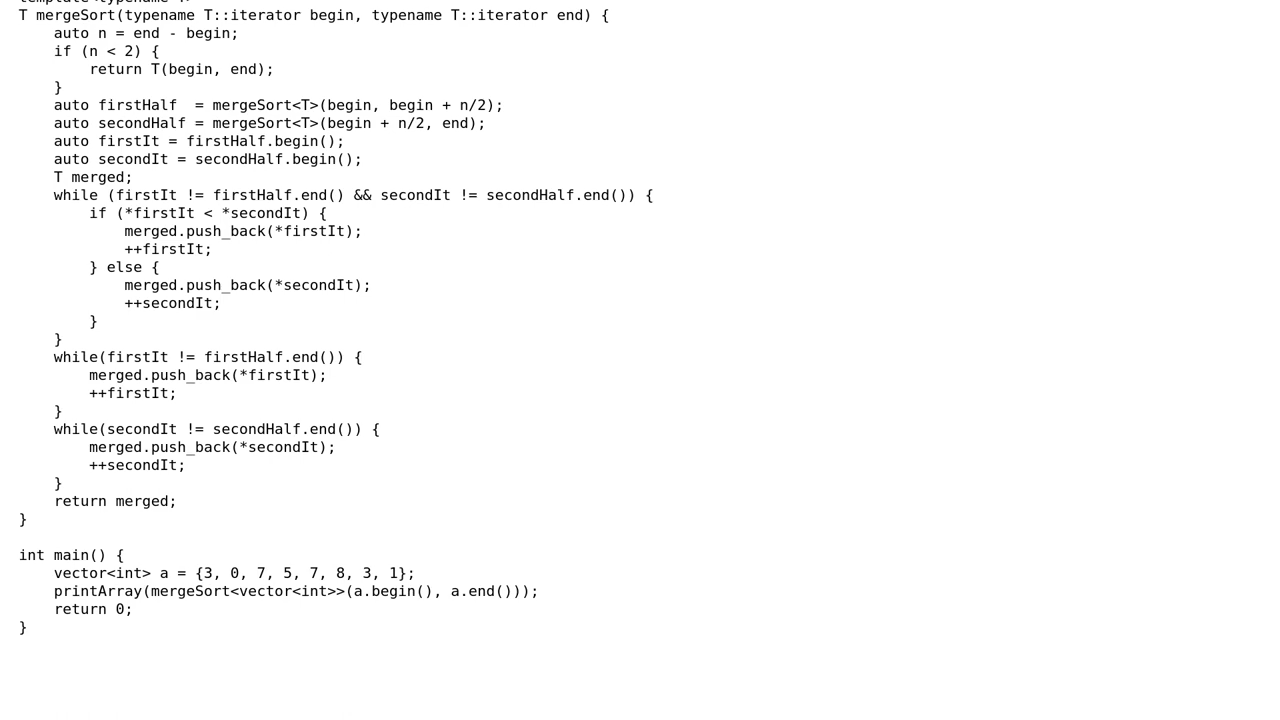 T mergeSort(typename T::iterator begin, typename T::iterator end) {
    auto n = end - begin;
    if (n < 2) {
        return T(begin, end);
    }
    auto firstHalf  = mergeSort<T>(begin, begin + n/2);
    auto secondHalf = mergeSort<T>(begin + n/2, end);
    auto firstIt = firstHalf.begin();
    auto secondIt = secondHalf.begin();
    T merged;
    while (firstIt != firstHalf.end() && secondIt != secondHalf.end()) {
        if (*firstIt < *secondIt) {
            merged.push_back(*firstIt);
            ++firstIt;
        } else {
            merged.push_back(*secondIt);
            ++secondIt;
        }
    }
    while(firstIt != firstHalf.end()) {
        merged.push_back(*firstIt);
        ++firstIt;
    }
    while(secondIt != secondHalf.end()) {
        merged.push_back(*secondIt);
        ++secondIt;
    }
    return merged;
}

int main() {
    vector<int> a = {3, 0, 7, 5, 7, 8, 3, 1};
    printArray(mergeSort<vector<int>>(a.begin(), a.end()));
    return 0;
}